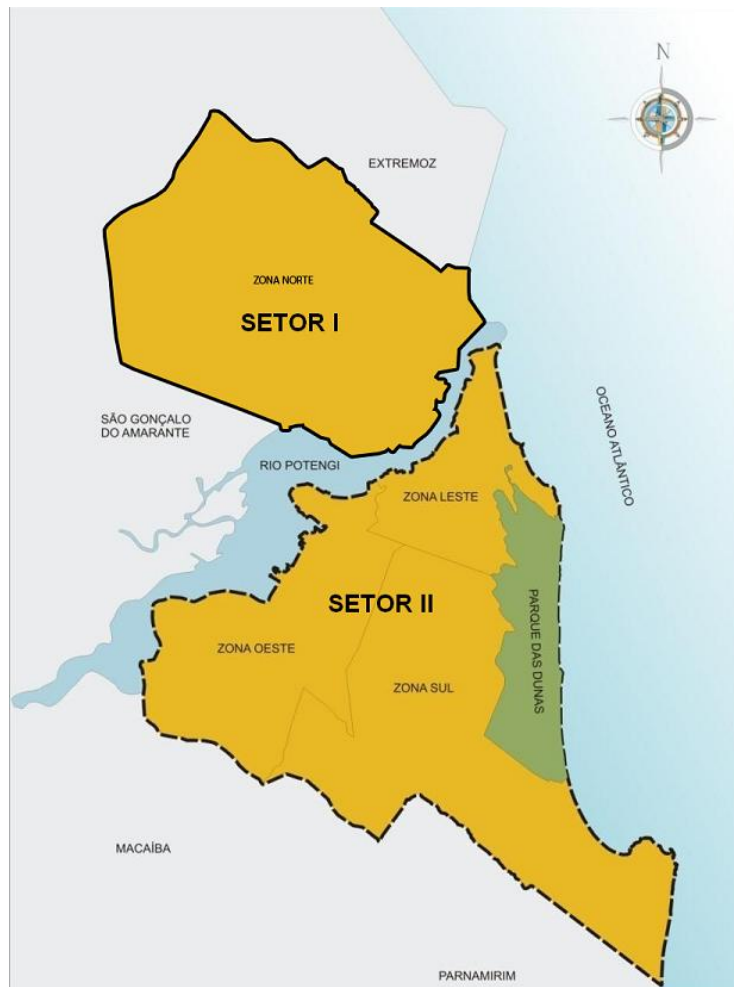 N
EXTREMOZ
ZONA NORTE
SETOR I
OCEANO ATLÂNTICO
SÃO GONÇALO
DO AMARANTE
RIO POTENGI
ZONA LESTE
SETOR II
PARQUE DAS DUNAS
ZONA OESTE
ZONA SUL
MACAÍBA
PARNAMIRIM